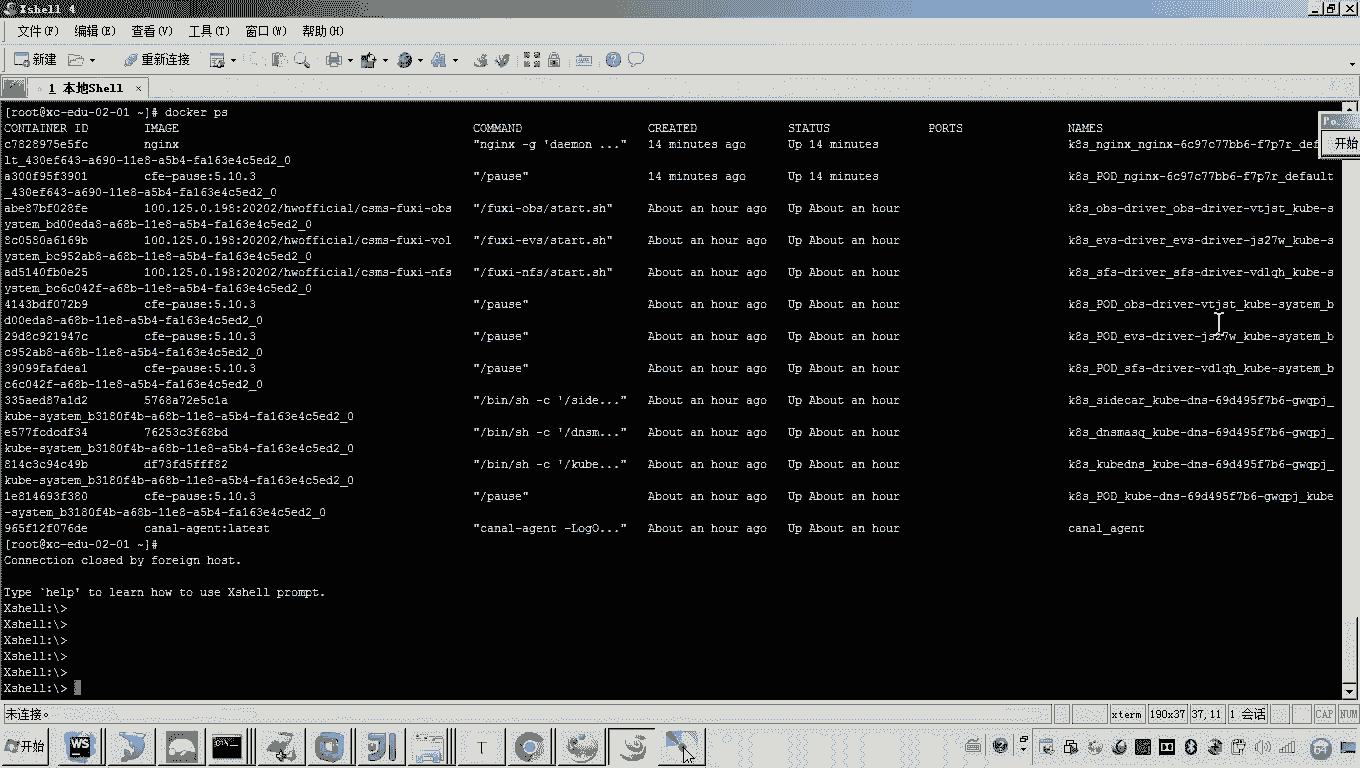 Xshell 4
文件(F) 编辑(E) 查看(V) 工具(T) 窗口(W) 帮助(H)
新建 重新连接
1 本地Shell ×
[root@xc-edu-02-01 ~]# docker ps
CONTAINER ID IMAGE COMMAND CREATED STATUS PORTS NAMES
c7828975e5fc nginx "nginx -g 'daemon ..." 14 minutes ago Up 14 minutes k8s_nginx_nginx-6c97c77bb6-f7p7r_def
lt_430ef643-a690-11e8-a5b4-fa163e4c5ed2_0
a300f95f3901 cfe-pause:5.10.3 "/pause" 14 minutes ago Up 14 minutes k8s_POD_nginx-6c97c77bb6-f7p7r_default
_430ef643-a690-11e8-a5b4-fa163e4c5ed2_0
abe87bf028fe 100.125.0.198:20202/hwofficial/csms-fuxi-obs "/fuxi-obs/start.sh" About an hour ago Up About an hour k8s_obs-driver_obs-driver-vtjst_kube-s
ystem_bd00eda8-a68b-11e8-a5b4-fa163e4c5ed2_0
8c0580a6169b 100.125.0.198:20202/hwofficial/csms-fuxi-vol "/fuxi-evs/start.sh" About an hour ago Up About an hour k8s_evs-driver_evs-driver-js27w_kube-s
ystem_bc952ab8-a68b-11e8-a5b4-fa163e4c5ed2_0
ad5140fb0e25 100.125.0.198:20202/hwofficial/csms-fuxi-nfs "/fuxi-nfs/start.sh" About an hour ago Up About an hour k8s_sfs-driver_sfs-driver-vdlqh_kube-s
ystem_bc6c042f-a68b-11e8-a5b4-fa163e4c5ed2_0
4143bdf072b9 cfe-pause:5.10.3 "/pause" About an hour ago Up About an hour k8s_POD_obs-driver-vtjst_kube-system_b
d00eda8-a68b-11e8-a5b4-fa163e4c5ed2_0
29d8c921947c cfe-pause:5.10.3 "/pause" About an hour ago Up About an hour k8s_POD_evs-driver-js27w_kube-system_b
c952ab8-a68b-11e8-a5b4-fa163e4c5ed2_0
39099fafdea1 cfe-pause:5.10.3 "/pause" About an hour ago Up About an hour k8s_POD_sfs-driver-vdlqh_kube-system_b
c6c042f-a68b-11e8-a5b4-fa163e4c5ed2_0
335aed87a1d2 5768a72e5c1a "/bin/sh -c '/side..." About an hour ago Up About an hour k8s_sidecar_kube-dns-69d495f7b6-gwqpj_
kube-system_b3180f4b-a68b-11e8-a5b4-fa163e4c5ed2_0
e577fcdcdf34 76253c3f68bd "/bin/sh -c '/dnsm..." About an hour ago Up About an hour k8s_dnsmasq_kube-dns-69d495f7b6-gwqpj_
kube-system_b3180f4b-a68b-11e8-a5b4-fa163e4c5ed2_0
814c3c94c49b df73fd5fff82 "/bin/sh -c '/kube..." About an hour ago Up About an hour k8s_kubedns_kube-dns-69d495f7b6-gwqpj_
kube-system_b3180f4b-a68b-11e8-a5b4-fa163e4c5ed2_0
1e814693f380 cfe-pause:5.10.3 "/pause" About an hour ago Up About an hour k8s_POD_kube-dns-69d495f7b6-gwqpj_kube
-system_b3180f4b-a68b-11e8-a5b4-fa163e4c5ed2_0
965f12f076de canal-agent:latest "canal-agent -LogO..." About an hour ago Up About an hour canal_agent
[root@xc-edu-02-01 ~]#
Connection closed by foreign host.
Type `help' to learn how to use Xshell prompt.
Xshell:\>
Xshell:\>
Xshell:\>
Xshell:\>
Xshell:\>
Xshell:\>
Po.
开始
未连接。 xterm 190x37 37,11 1 会话 CAP NUM
开始 WS T 64